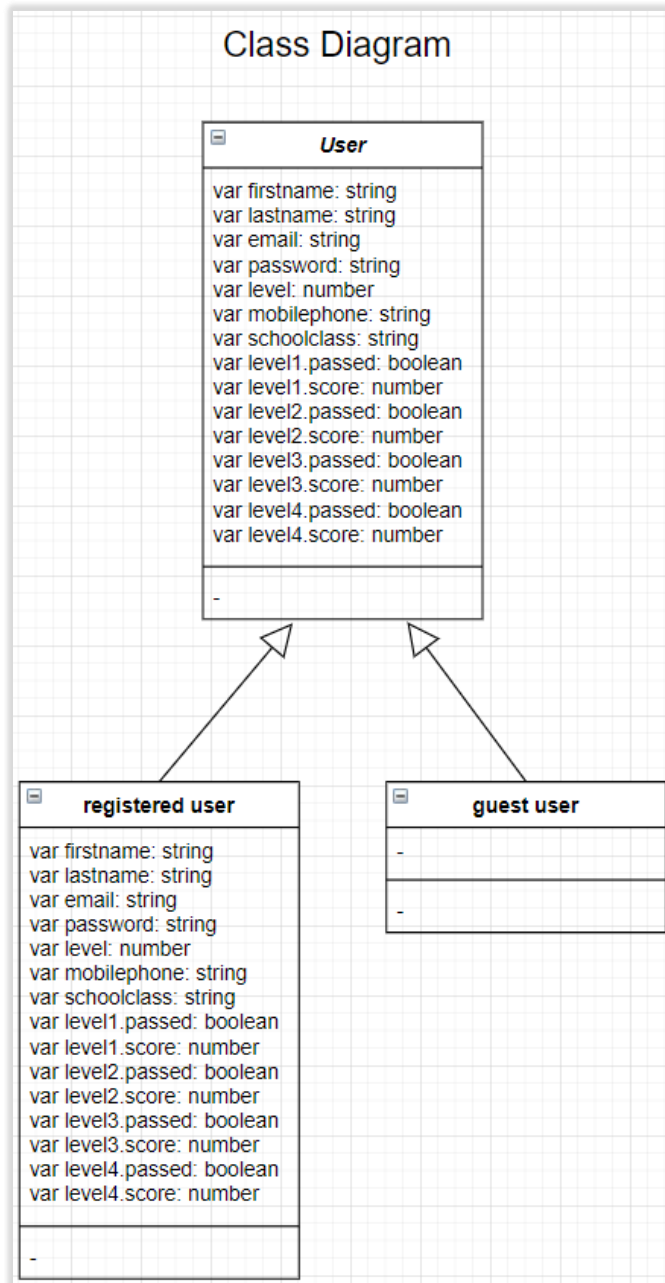 Class Diagram
User
var firstname: string
var lastname: string
var email: string
var password: string
var level: number
var mobilephone: string
var schoolclass: string
var level1.passed: boolean
var level1.score: number
var level2.passed: boolean
var level2.score: number
var level3.passed: boolean
var level3.score: number
var level4.passed: boolean
var level4.score: number
-
registered user
var firstname: string
var lastname: string
var email: string
var password: string
var level: number
var mobilephone: string
var schoolclass: string
var level1.passed: boolean
var level1.score: number
var level2.passed: boolean
var level2.score: number
var level3.passed: boolean
var level3.score: number
var level4.passed: boolean
var level4.score: number
-
guest user
-
-